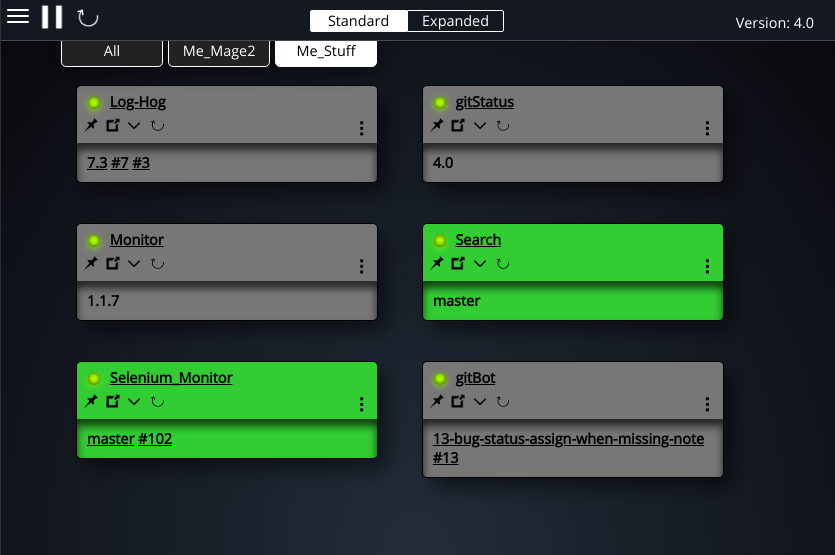 Standard Expanded Version: 4.0
All Me_Mage2 Me_Stuff
Log-Hog
7.3 #7 #3
gitStatus
4.0
Monitor
1.1.7
Search
master
Selenium_Monitor
master #102
gitBot
13-bug-status-assign-when-missing-note
#13